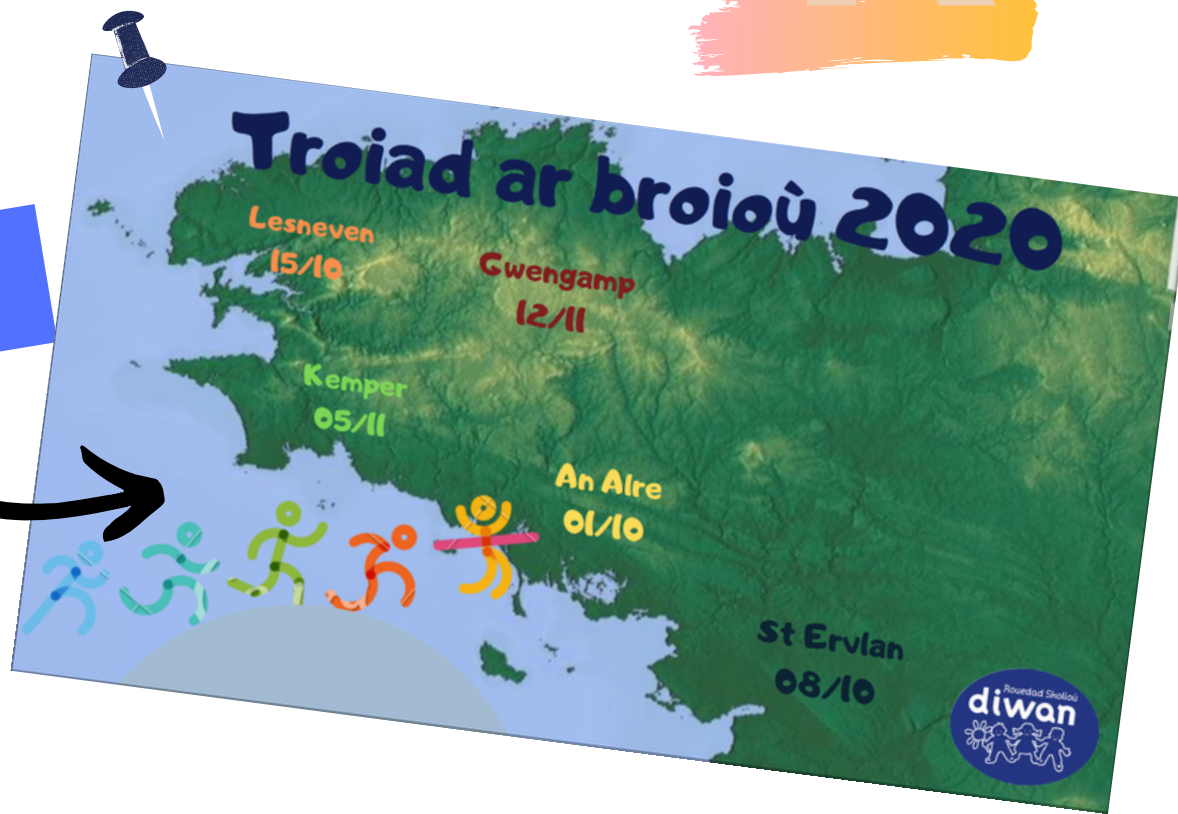 Troiad ar broioù 2020
Lesneven
15/10
Gwengamp
12/11
Kemper
05/11
An Alre
01/10
St Ervlan
08/10
Rouedad Skolioù
diwan